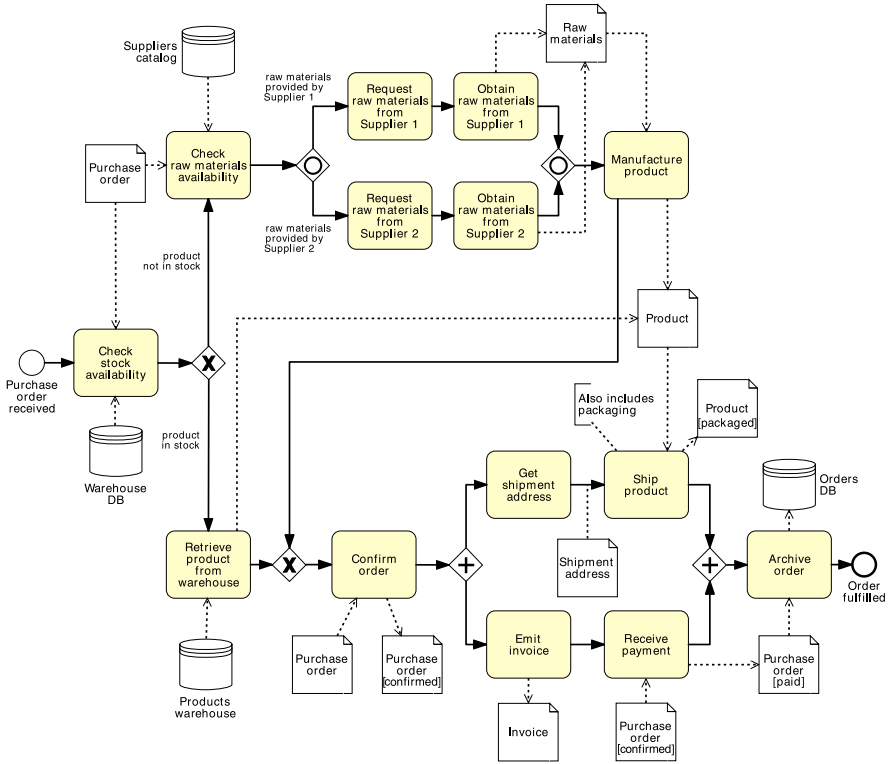 Suppliers
catalog
raw materials
provided by
Supplier 1
Request
raw materials
from
Supplier 1
Obtain
raw materials
from
Supplier 1
Raw
materials
Purchase
order
Check
raw materials
availability
Manufacture
product
raw materials
provided by
Supplier 2
Request
raw materials
from
Supplier 2
Obtain
raw materials
from
Supplier 2
product
not in stock
Product
Purchase
order
received
Check
stock
availability
X
product
in stock
Warehouse
DB
Also includes
packaging
Product
[packaged]
Get
shipment
address
Ship
product
Orders
DB
Shipment
address
Retrieve
product from
warehouse
X
Confirm
order
Archive
order
Order
fulfilled
Products
warehouse
Purchase
order
Purchase
order
[confirmed]
Emit
invoice
Receive
payment
Purchase
order
[paid]
Invoice
Purchase
order
[confirmed]